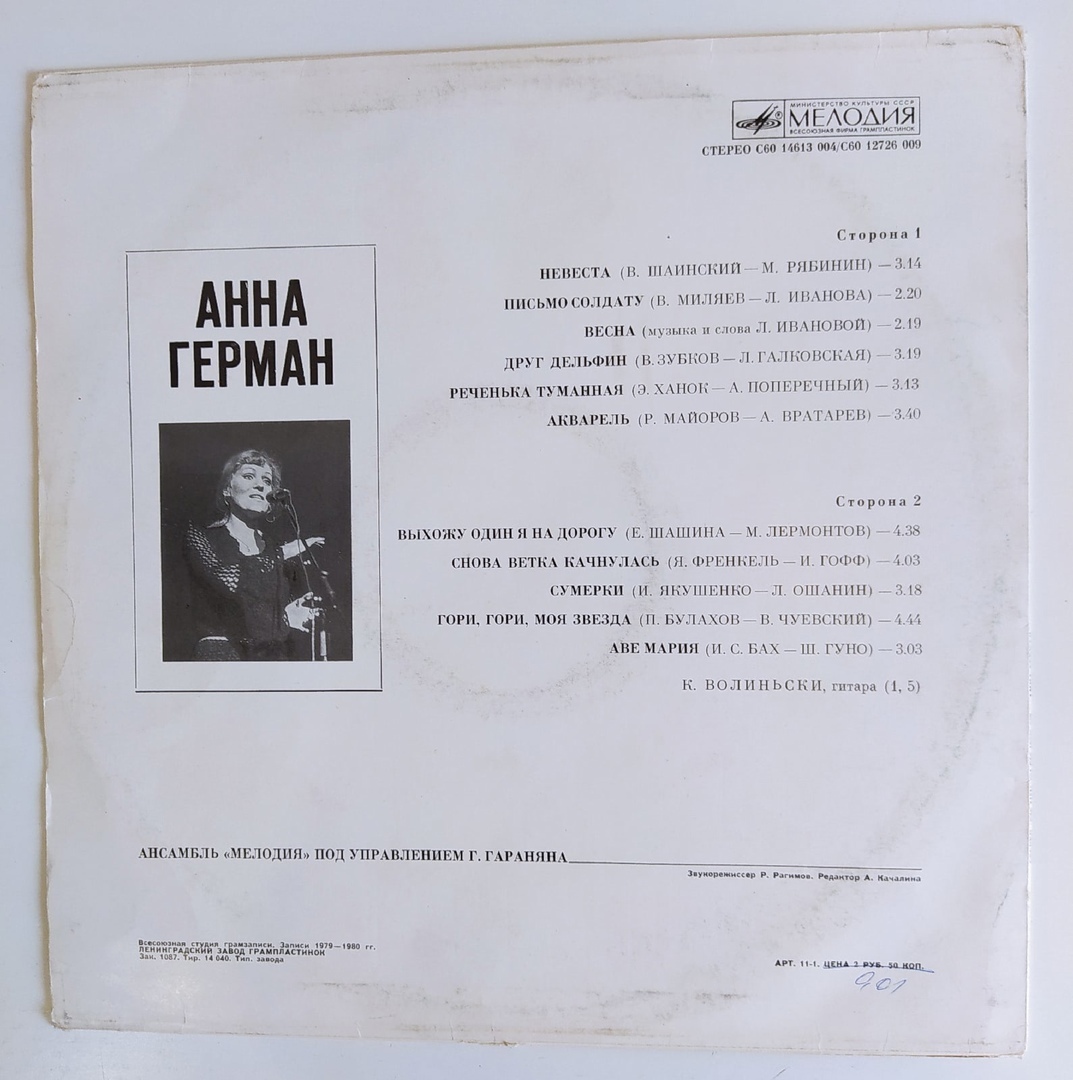 МИНИСТЕРСТВО КУЛЬТУРЫ СССР
МЕЛОДИЯ
ВСЕСОЮЗНАЯ ФИРМА ГРАМПЛАСТИНОК
СТЕРЕО С60 14613 004/С60 12726 009
АННА
ГЕРМАН
Сторона 1
НЕВЕСТА (В. ШАИНСКИЙ — М. РЯБИНИН) — 3.14
ПИСЬМО СОЛДАТУ (В. МИЛЯЕВ — Л. ИВАНОВА) — 2.20
ВЕСНА (музыка и слова Л. ИВАНОВОЙ) — 2.19
ДРУГ ДЕЛЬФИН (В. ЗУБКОВ — Л. ГАЛКОВСКАЯ) — 3.19
РЕЧЕНЬКА ТУМАННАЯ (Э. ХАНОК — А. ПОПЕРЕЧНЫЙ) — 3.13
АКВАРЕЛЬ (Р. МАЙОРОВ — А. ВРАТАРЕВ) — 3.40
Сторона 2
ВЫХОЖУ ОДИН Я НА ДОРОГУ (Е. ШАШИНА — М. ЛЕРМОНТОВ) — 4.38
СНОВА ВЕТКА КАЧНУЛАСЬ (Я. ФРЕНКЕЛЬ — И. ГОФФ) — 4.03
СУМЕРКИ (И. ЯКУШЕНКО — Л. ОШАНИН) — 3.18
ГОРИ, ГОРИ, МОЯ ЗВЕЗДА (П. БУЛАХОВ — В. ЧУЕВСКИЙ) — 4.44
АВЕ МАРИЯ (И. С. БАХ — Ш. ГУНО) — 3.03
К. ВОЛИНЬСКИ, гитара (1, 5)
АНСАМБЛЬ «МЕЛОДИЯ» ПОД УПРАВЛЕНИЕМ Г. ГАРАНЯНА
Звукорежиссер Р. Рагимов. Редактор А. Качалина
Всесоюзная студия грамзаписи. Записи 1979—1980 гг.
ЛЕНИНГРАДСКИЙ ЗАВОД ГРАМПЛАСТИНОК
Зак. 1087. Тир. 14 040. Тип. завода
АРТ. 11-1. ЦЕНА 2 РУБ. 50 КОП.
901